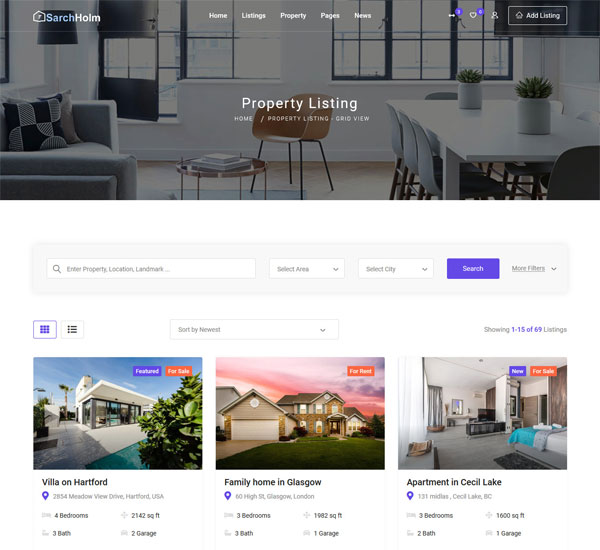 SarchHolm Home Listings Property Pages News 0 0 Add Listing
Property Listing
HOME / PROPERTY LISTING - GRID VIEW
Enter Property, Location, Landmark ... Select Area Select City Search More Filters
Sort by Newest Showing 1-15 of 69 Listings
Featured For Sale For Rent New For Sale
Villa on Hartford Family home in Glasgow Apartment in Cecil Lake
2854 Meadow View Drive, Hartford, USA 60 High St, Glasgow, London 131 midlas , Cecil Lake, BC
4 Bedrooms 2142 sq ft 3 Bedrooms 1982 sq ft 3 Bedrooms 1600 sq ft
3 Bath 2 Garage 3 Bath 1 Garage 2 Bath 1 Garage